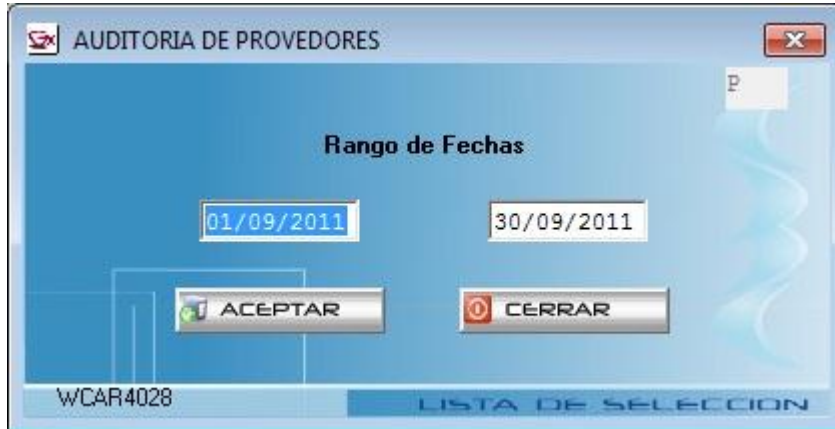 AUDITORIA DE PROVEDORES
P
Rango de Fechas
01/09/2011 30/09/2011
ACEPTAR CERRAR
WCAR4028 LISTA DE SELECCION